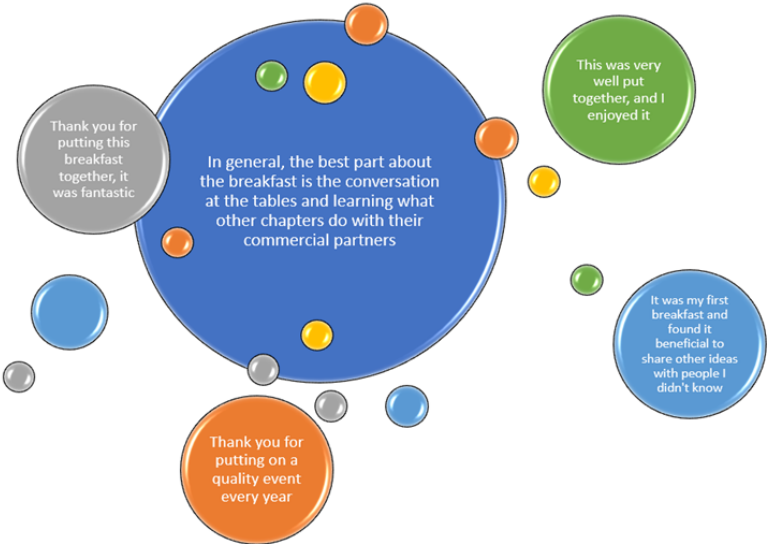 Thank you for
putting this
breakfast
together, it
was fantastic
In general, the best part about
the breakfast is the conversation
at the tables and learning what
other chapters do with their
commercial partners
This was very
well put
together, and I
enjoyed it
It was my first
breakfast and
found it
beneficial to
share other ideas
with people I
didn't know
Thank you for
putting on a
quality event
every year